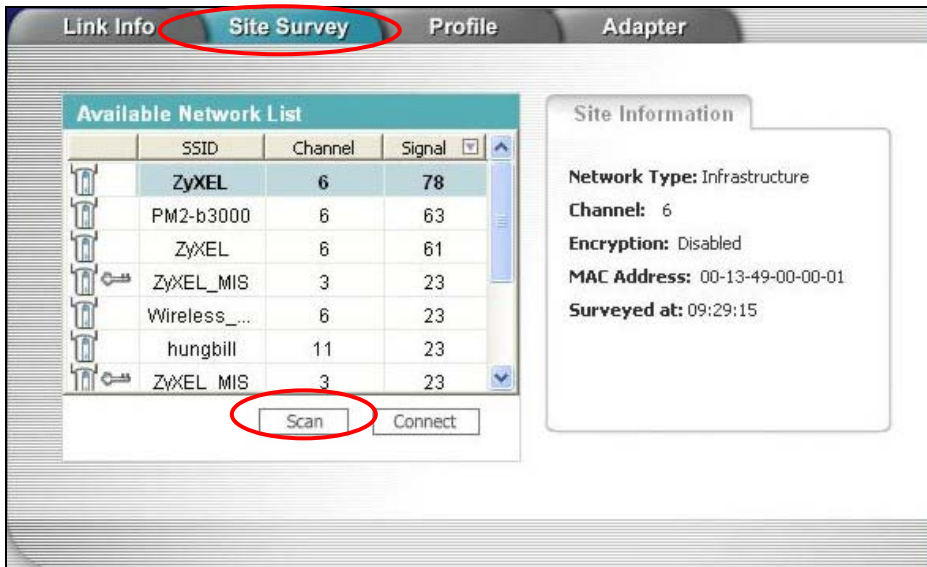 Link Info Site Survey Profile Adapter
Available Network List
SSID Channel Signal
ZyXEL 6 78
PM2-b3000 6 63
ZyXEL 6 61
ZyXEL_MIS 3 23
Wireless_... 6 23
hungbill 11 23
ZyXEL_MIS 3 23
Scan Connect
Site Information
Network Type: Infrastructure
Channel: 6
Encryption: Disabled
MAC Address: 00-13-49-00-00-01
Surveyed at: 09:29:15